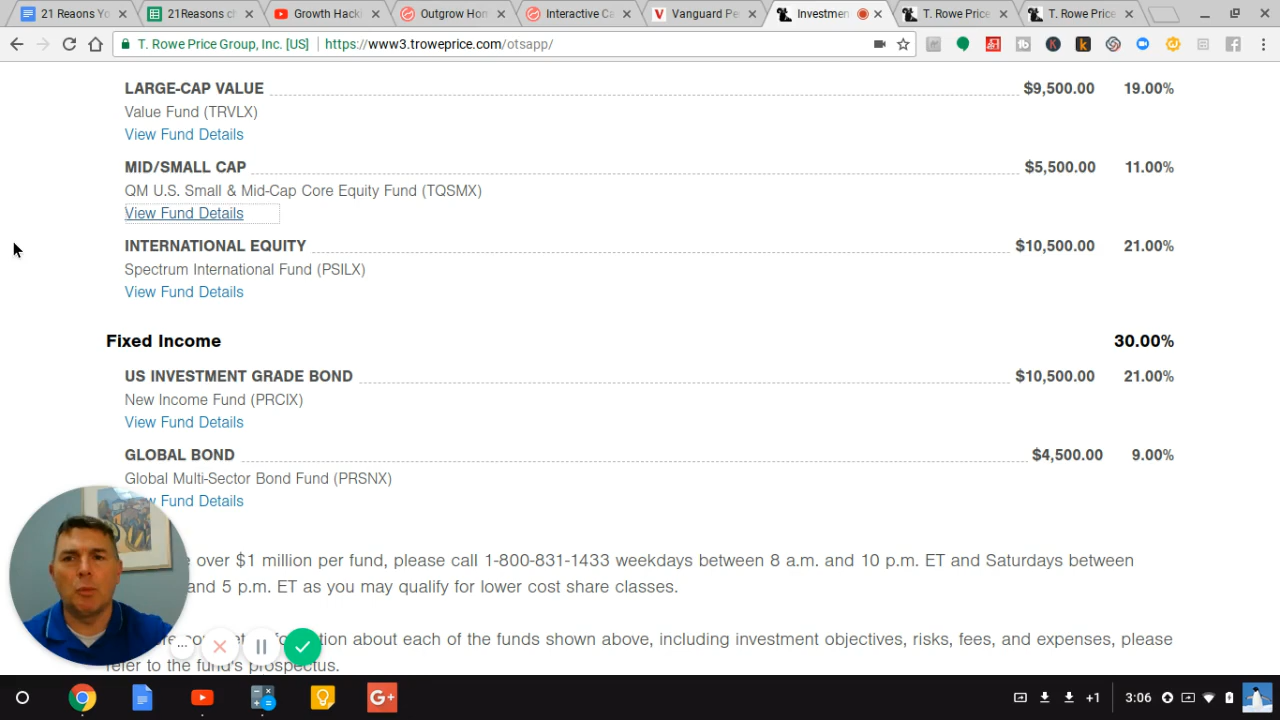 21 Reaons Yo
21Reasons c
Growth Hack
Outgrow Hon
Interactive Ca
Vanguard Pe
Investmen
T. Rowe Price
T. Rowe Price
T. Rowe Price Group, Inc. [US] https://www3.troweprice.com/otsapp/
LARGE-CAP VALUE $9,500.00 19.00%
Value Fund (TRVLX)
View Fund Details
MID/SMALL CAP $5,500.00 11.00%
QM U.S. Small & Mid-Cap Core Equity Fund (TQSMX)
View Fund Details
INTERNATIONAL EQUITY $10,500.00 21.00%
Spectrum International Fund (PSILX)
View Fund Details
Fixed Income 30.00%
US INVESTMENT GRADE BOND $10,500.00 21.00%
New Income Fund (PRCIX)
View Fund Details
GLOBAL BOND $4,500.00 9.00%
Global Multi-Sector Bond Fund (PRSNX)
Fund Details
over $1 million per fund, please call 1-800-831-1433 weekdays between 8 a.m. and 10 p.m. ET and Saturdays between
and 5 p.m. ET as you may qualify for lower cost share classes.
about each of the funds shown above, including investment objectives, risks, fees, and expenses, please
refer to the fund's prospectus.
G+
+1 3:06